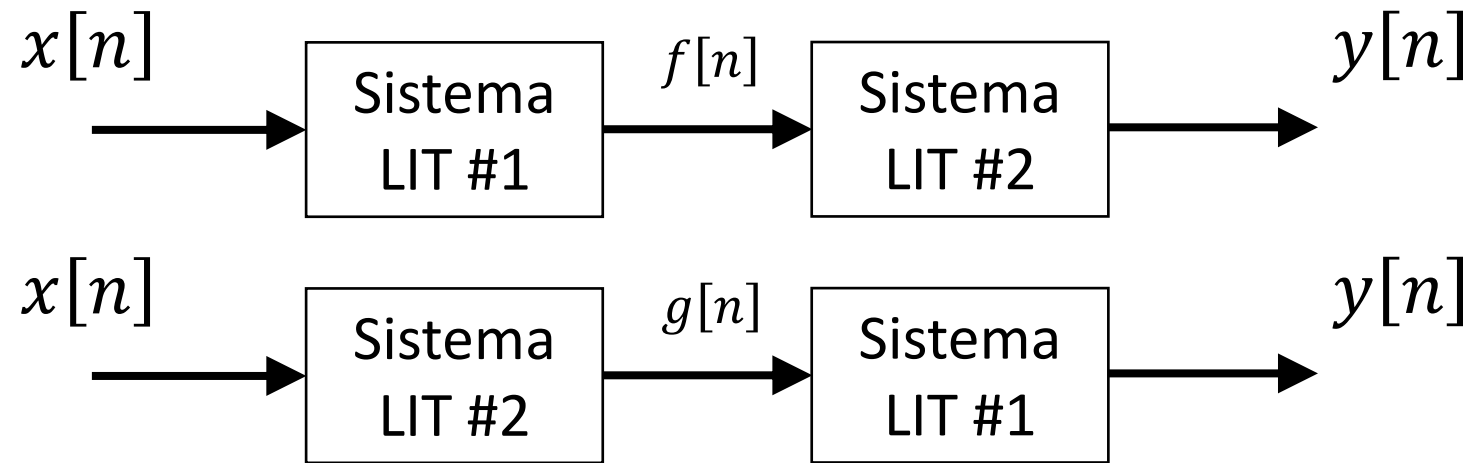 x[n]
Sistema
LIT #1
f[n]
Sistema
LIT #2
y[n]
x[n]
Sistema
LIT #2
g[n]
Sistema
LIT #1
y[n]